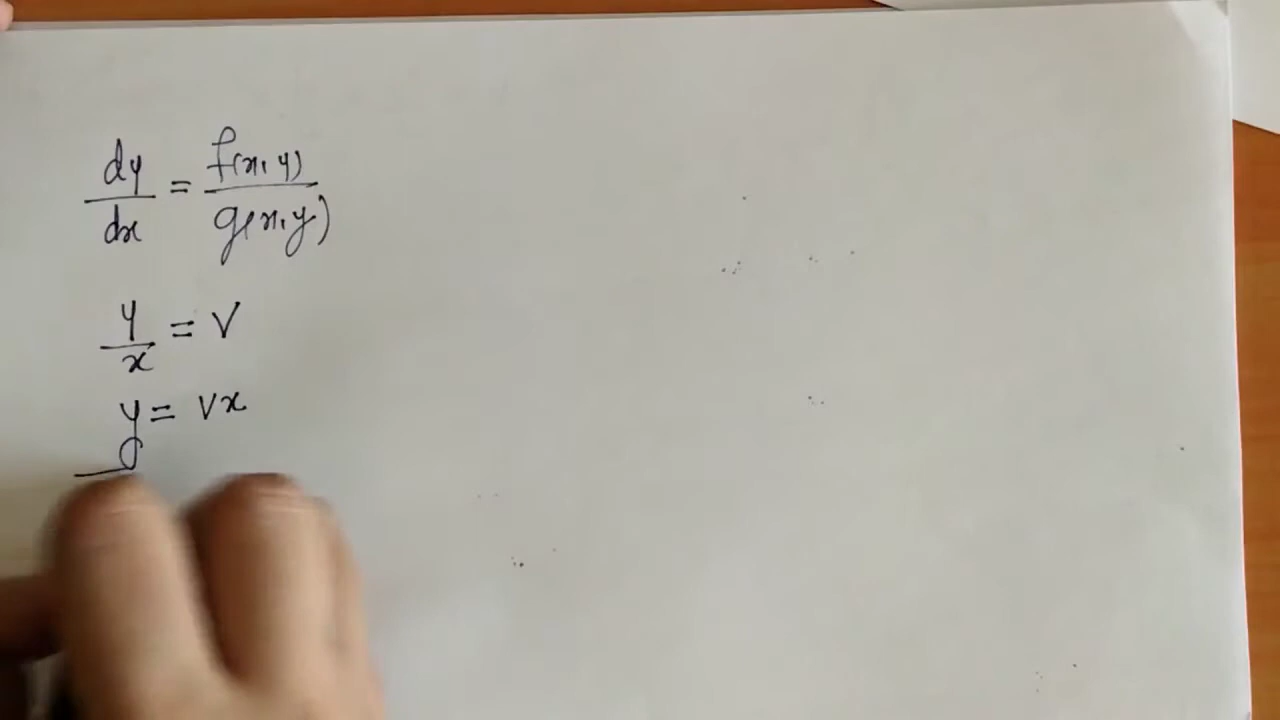 dy/dx = f(x, y)/g(x, y)
y/x = v
y = vx